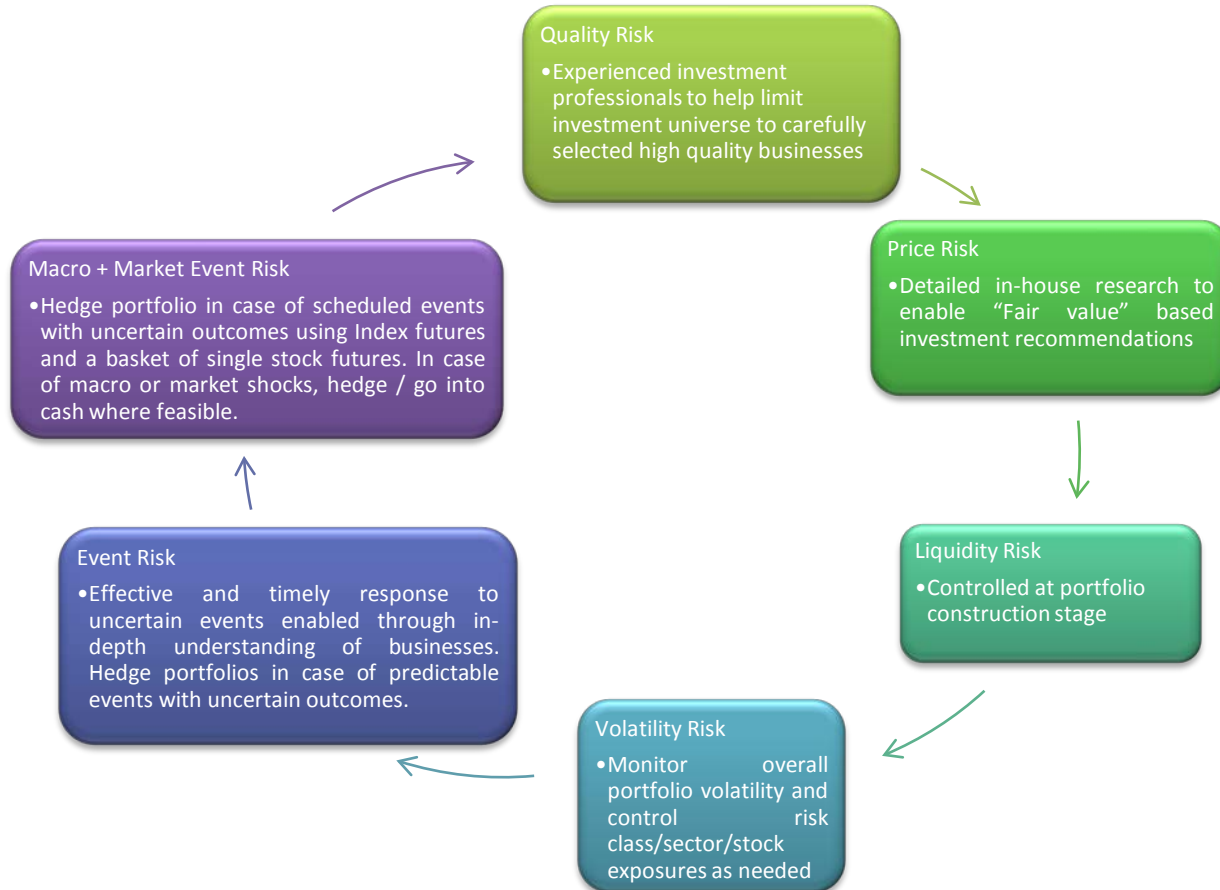 Quality Risk
•Experienced investment
professionals to help limit
investment universe to carefully
selected high quality businesses
Price Risk
•Detailed in-house research to
enable “Fair value” based
investment recommendations
Liquidity Risk
•Controlled at portfolio
construction stage
Volatility Risk
•Monitor overall
portfolio volatility and
control risk
class/sector/stock
exposures as needed
Event Risk
•Effective and timely response to
uncertain events enabled through in-
depth understanding of businesses.
Hedge portfolios in case of predictable
events with uncertain outcomes.
Macro + Market Event Risk
•Hedge portfolio in case of scheduled events
with uncertain outcomes using Index futures
and a basket of single stock futures. In case
of macro or market shocks, hedge / go into
cash where feasible.